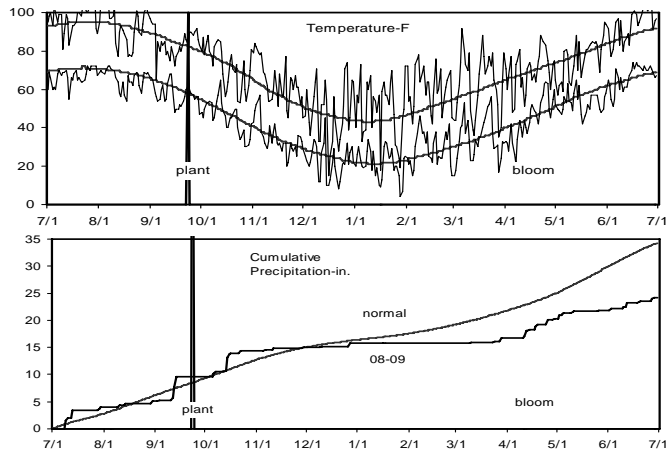 100
Temperature-F
80
60
40
20
plant
bloom
0
7/1 8/1 9/1 10/1 11/1 12/1 1/1 2/1 3/1 4/1 5/1 6/1 7/1
35
Cumulative
Precipitation-in.
30
25
normal
20
15
08-09
10
5
plant
bloom
0
7/1 8/1 9/1 10/1 11/1 12/1 1/1 2/1 3/1 4/1 5/1 6/1 7/1